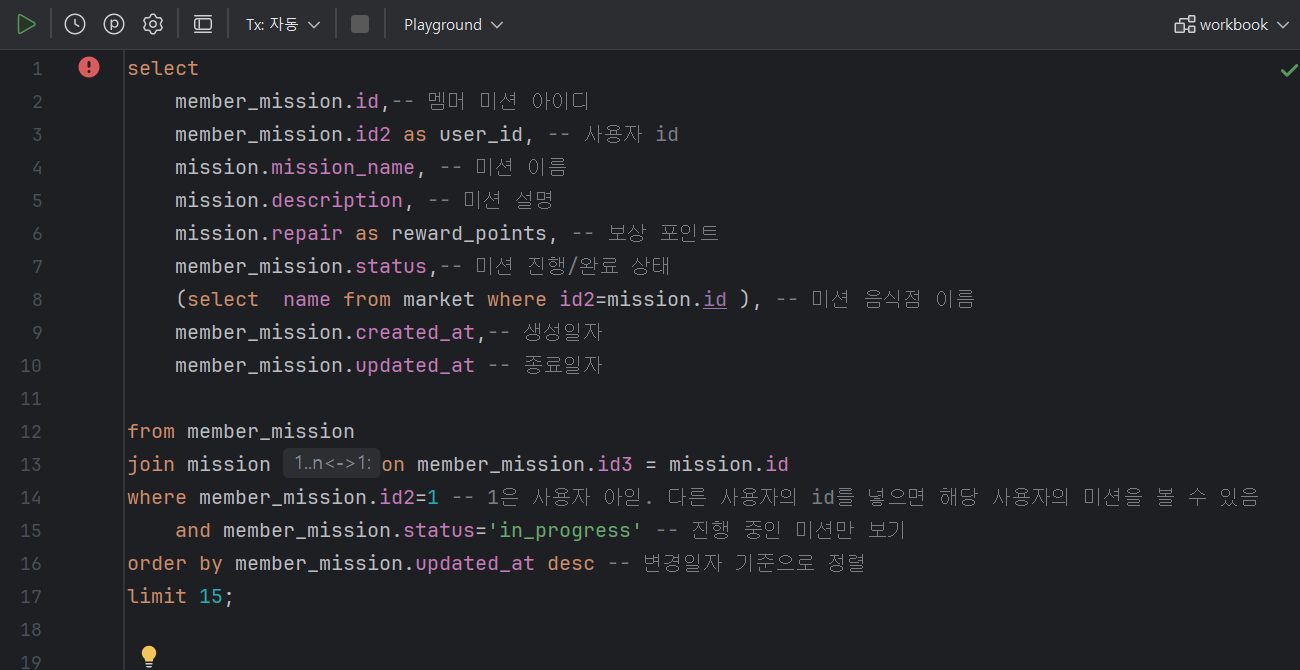 Tx: 자동 Playground workbook
1 select
2 member_mission.id,-- 멤머 미션 아이디
3 member_mission.id2 as user_id, -- 사용자 id
4 mission.mission_name, -- 미션 이름
5 mission.description, -- 미션 설명
6 mission.repair as reward_points, -- 보상 포인트
7 member_mission.status,-- 미션 진행/완료 상태
8 (select  name from market where id2=mission.id ), -- 미션 음식점 이름
9 member_mission.created_at,-- 생성일자
10 member_mission.updated_at -- 종료일자
11
12 from member_mission
13 join mission 1..n<->1: on member_mission.id3 = mission.id
14 where member_mission.id2=1 -- 1은 사용자 아읻. 다른 사용자의 id를 넣으면 해당 사용자의 미션을 볼 수 있음
15 and member_mission.status='in_progress' -- 진행 중인 미션만 보기
16 order by member_mission.updated_at desc -- 변경일자 기준으로 정렬
17 limit 15;
18
19